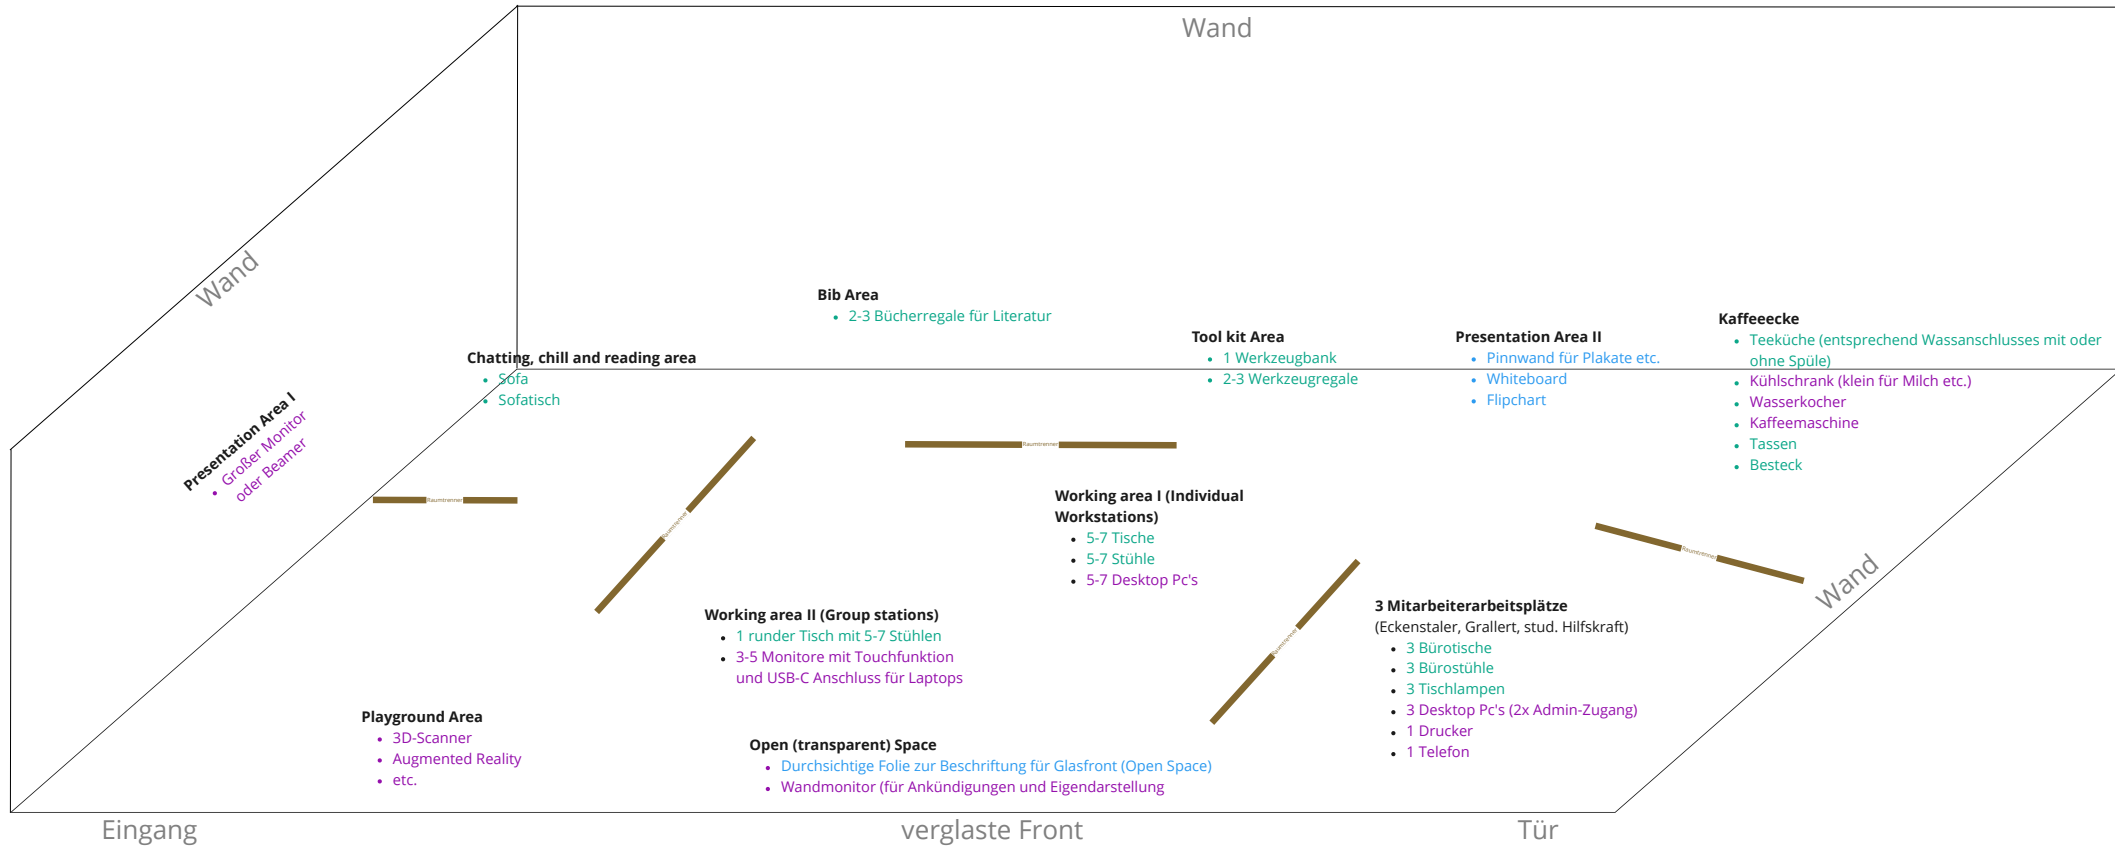 Wand
Wand
Bib Area
2-3 Bücherregale für Literatur
Chatting, chill and reading area
Sofa
Sofatisch
Tool kit Area
1 Werkzeugbank
2-3 Werkzeugregale
Presentation Area II
Pinnwand für Plakate etc.
Whiteboard
Flipchart
Kaffeeecke
Teeküche (entsprechend Wassanschlusses mit oder
ohne Spüle)
Kühlschrank (klein für Milch etc.)
Wasserkocher
Kaffeemaschine
Tassen
Besteck
Presentation Area I
Großer Monitor
oder Beamer
Raumtrenner
Raumtrenner
Raumtrenner
Working area I (Individual
Workstations)
5-7 Tische
5-7 Stühle
5-7 Desktop Pc's
Raumtrenner
Raumtrenner
Wand
Working area II (Group stations)
1 runder Tisch mit 5-7 Stühlen
3-5 Monitore mit Touchfunktion
und USB-C Anschluss für Laptops
3 Mitarbeiterarbeitsplätze
(Eckenstaler, Grallert, stud. Hilfskraft)
3 Bürotische
3 Bürostühle
3 Tischlampen
3 Desktop Pc's (2x Admin-Zugang)
1 Drucker
1 Telefon
Playground Area
3D-Scanner
Augmented Reality
etc.
Open (transparent) Space
Durchsichtige Folie zur Beschriftung für Glasfront (Open Space)
Wandmonitor (für Ankündigungen und Eigendarstellung
Eingang
verglaste Front
Tür